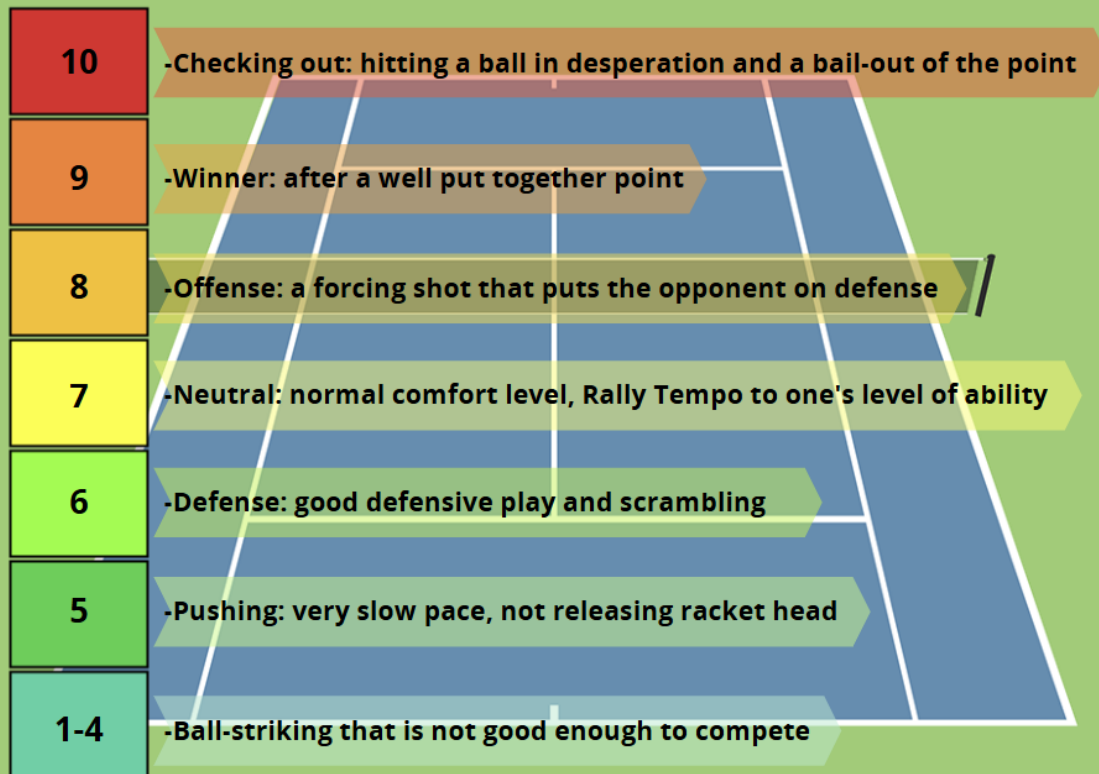 10
-Checking out: hitting a ball in desperation and a bail-out of the point
9
-Winner: after a well put together point
8
-Offense: a forcing shot that puts the opponent on defense
7
-Neutral: normal comfort level, Rally Tempo to one's level of ability
6
-Defense: good defensive play and scrambling
5
-Pushing: very slow pace, not releasing racket head
1-4
-Ball-striking that is not good enough to compete